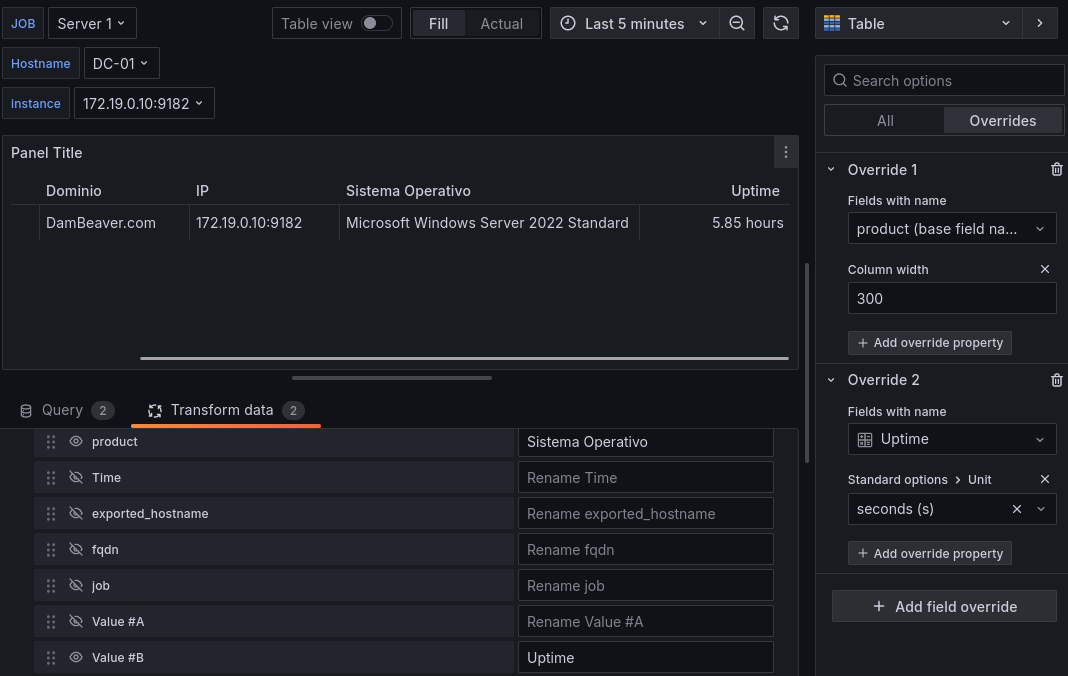 JOB
Server 1
Table view
Fill
Actual
Last 5 minutes
Table
Hostname
DC-01
Search options
instance
172.19.0.10:9182
All
Overrides
Panel Title
Dominio
IP
Sistema Operativo
Uptime
DamBeaver.com
172.19.0.10:9182
Microsoft Windows Server 2022 Standard
5.85 hours
Query
2
Transform data
2
product
Sistema Operativo
Time
Rename Time
exported_hostname
Rename exported_hostname
fqdn
Rename fqdn
job
Rename job
Value #A
Rename Value #A
Value #B
Uptime
Override 1
Fields with name
product (base field na...
Column width
300
+ Add override property
Override 2
Fields with name
Uptime
Standard options > Unit
seconds (s)
+ Add override property
+ Add field override